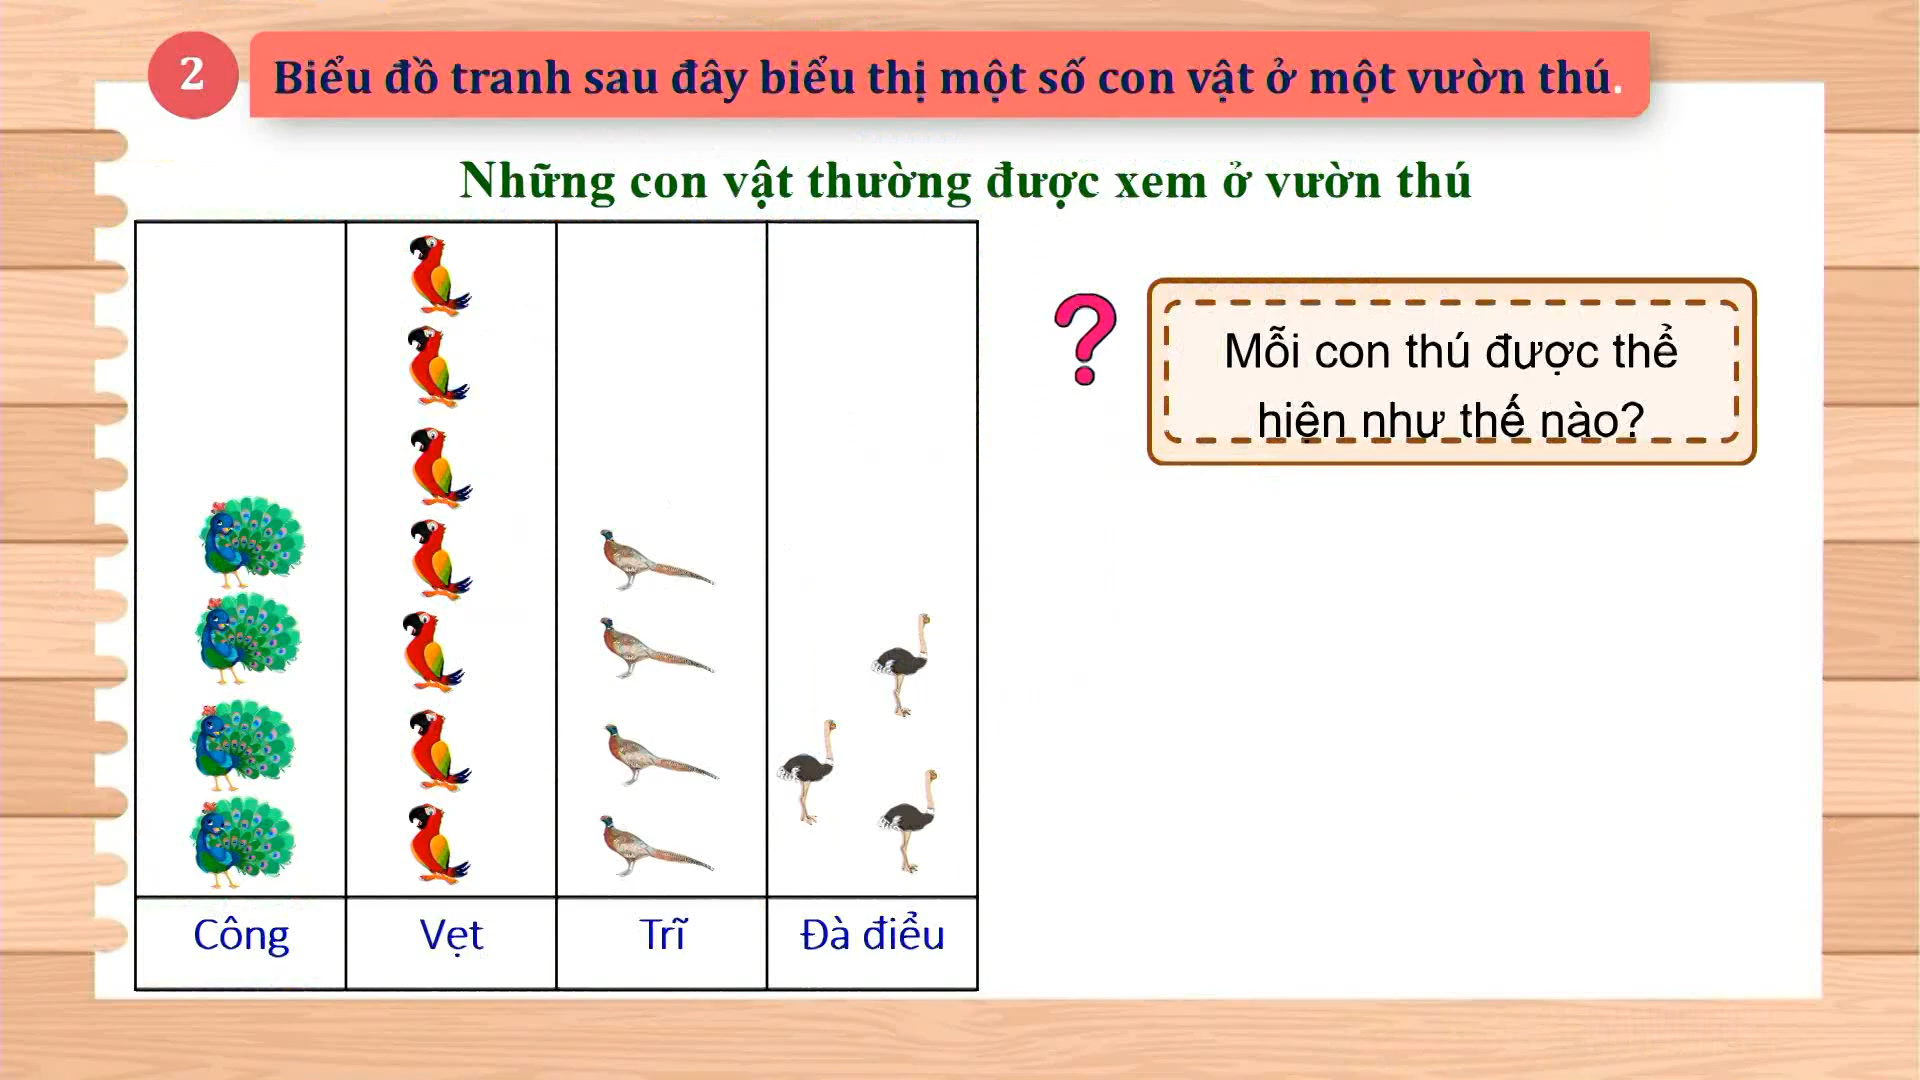 2
Biểu đồ tranh sau đây biểu thị một số con vật ở một vườn thú.
Những con vật thường được xem ở vườn thú
?
Mỗi con thú được thể
hiện như thế nào?
Công
Vẹt
Trĩ
Đà điểu